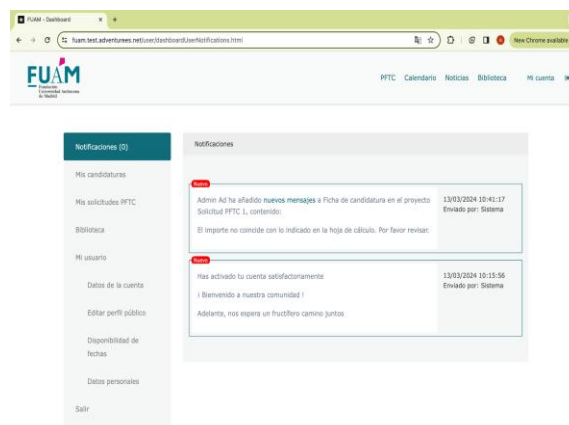 FUAM - Dashboard
fuam.test.adventurees.net/user/dashboardUserNotifications.html
New Chrome available
FUAM
Fundación
Universidad Autónoma
de Madrid
PFTC Calendario Noticias Biblioteca Mi cuenta
Notificaciones (0)
Mis candidaturas
Mis solicitudes PFTC
Biblioteca
Mi usuario
Datos de la cuenta
Editar perfil público
Disponibilidad de
fechas
Datos personales
Salir
Notificaciones
Nuevo
Admin Ad ha añadido nuevos mensajes a Ficha de candidatura en el proyecto
Solicitud PFTC 1, contenido:
El importe no coincide con lo indicado en la hoja de cálculo. Por favor revisar.
13/03/2024 10:41:17
Enviado por: Sistema
Nuevo
Has activado tu cuenta satisfactoriamente
¡ Bienvenido a nuestra comunidad !
Adelante, nos espera un fructífero camino juntos
13/03/2024 10:15:56
Enviado por: Sistema